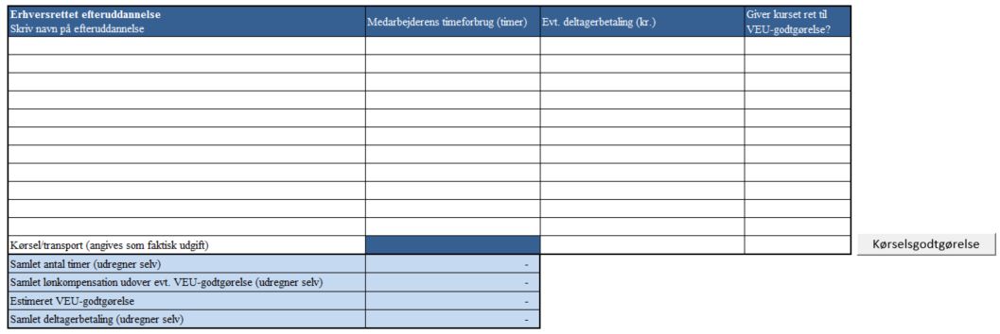 Erhversrettet efteruddannelse
Skriv navn på efteruddannelse
Medarbejderens timeforbrug (timer)
Evt. deltagerbetaling (kr.)
Giver kurset ret til
VEU-godtgørelse?
Kørsel/transport (angives som faktisk udgift)
Kørselsgodtgørelse
Samlet antal timer (udregner selv) -
Samlet lønkompensation udover evt. VEU-godtgørelse (udregner selv) -
Estimeret VEU-godtgørelse -
Samlet deltagerbetaling (udregner selv) -